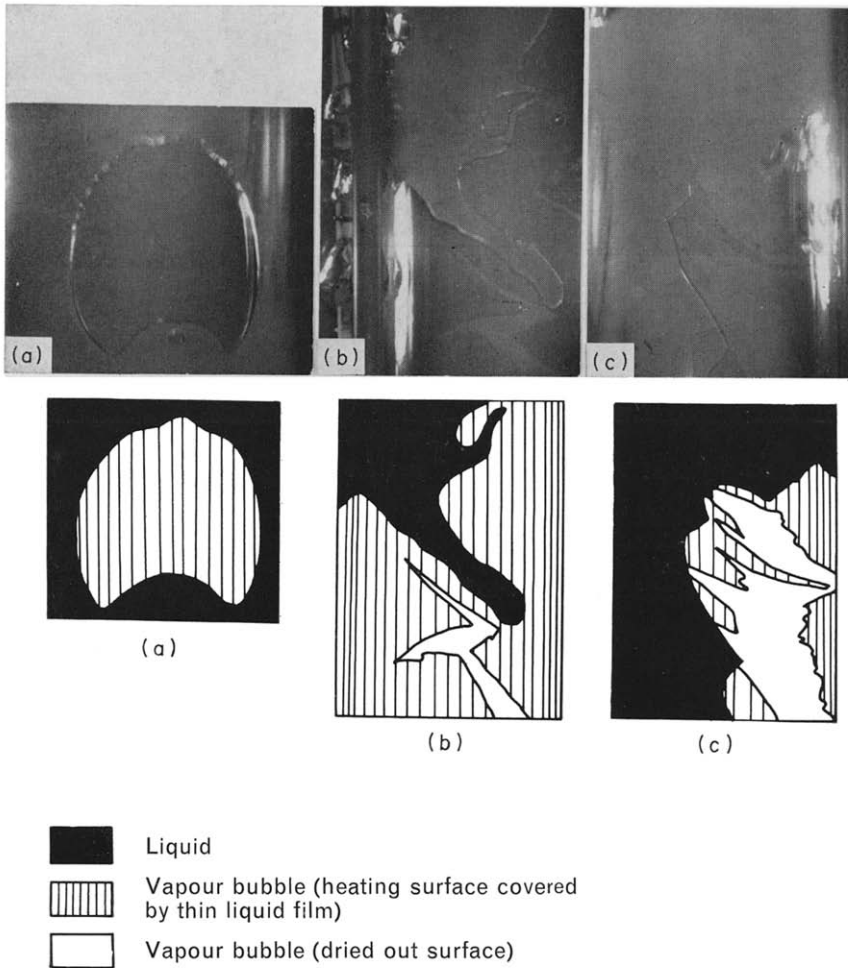 (a)
(b)
(c)
(a)
(b)
(c)
Liquid
Vapour bubble (heating surface covered
by thin liquid film)
Vapour bubble (dried out surface)